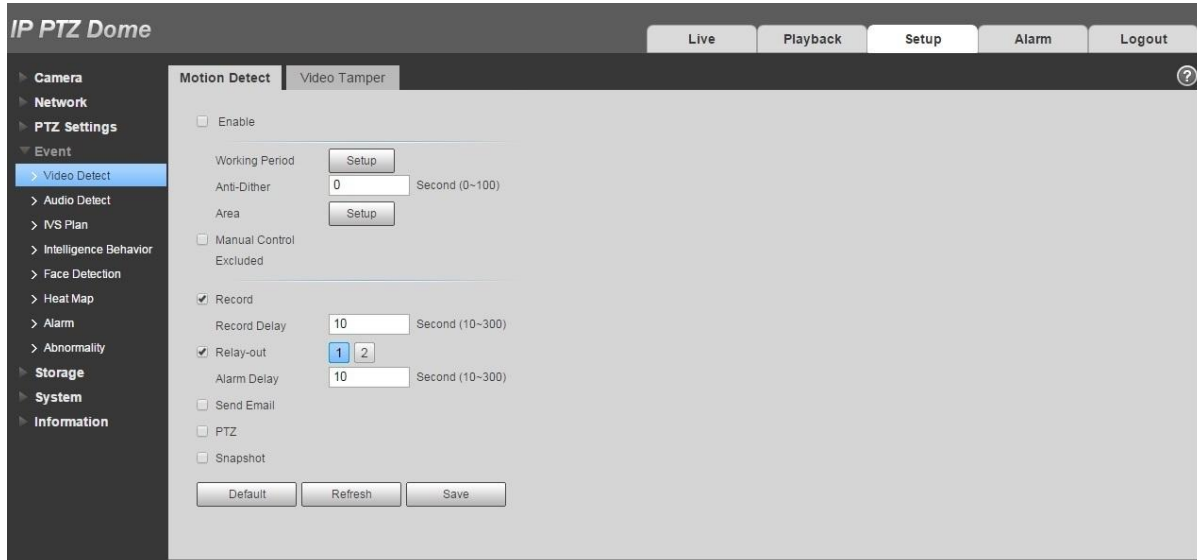 IP PTZ Dome
Live
Playback
Setup
Alarm
Logout
Camera
Network
PTZ Settings
Event
Video Detect
Audio Detect
IVS Plan
Intelligence Behavior
Face Detection
Heat Map
Alarm
Abnormality
Storage
System
Information
Motion Detect
Video Tamper
?
Enable
Working Period Setup
Anti-Dither 0 Second (0~100)
Area Setup
Manual Control
Excluded
Record
Record Delay 10 Second (10~300)
Relay-out 1 2
Alarm Delay 10 Second (10~300)
Send Email
PTZ
Snapshot
Default Refresh Save